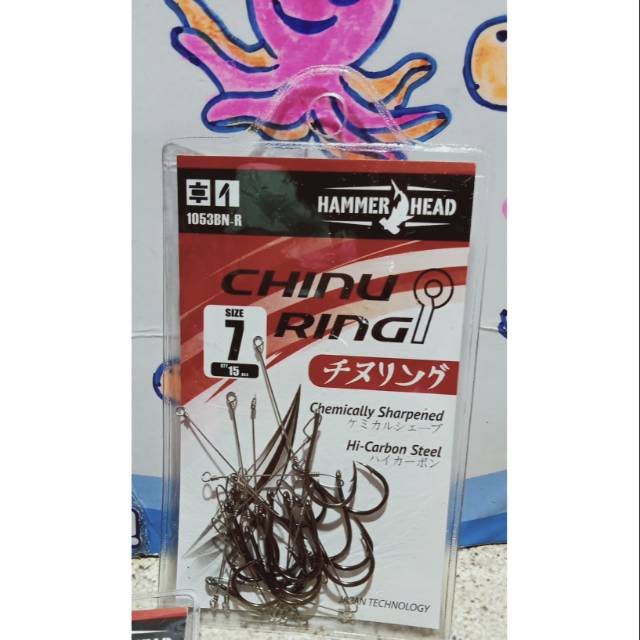 HAMMER HEAD
1053BN-R
CHINU
RING
SIZE
7
15
チヌリング
Chemically Sharpened
ケミカルシェープ
Hi-Carbon Steel
ハイカーボン
JAPAN TECHNOLOGY